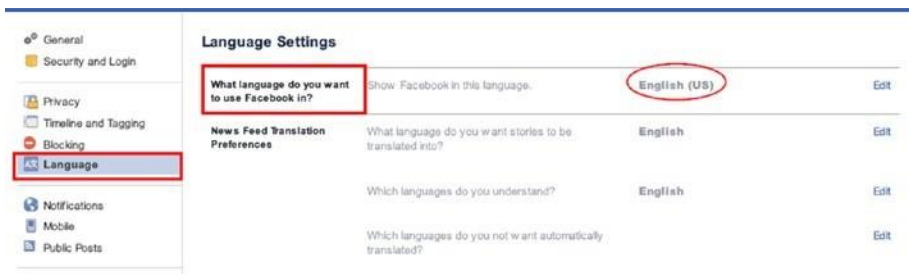 General
Security and Login
Privacy
Timeline and Tagging
Blocking
Language
Notifications
Mobile
Public Posts
Language Settings
What language do you want
to use Facebook in?
Show Facebook in this language.
English (US)
Edit
News Feed Translation
Preferences
What language do you want stories to be
translated into?
English
Edit
Which languages do you understand?
English
Edit
Which languages do you not want automatically
translated?
Edit